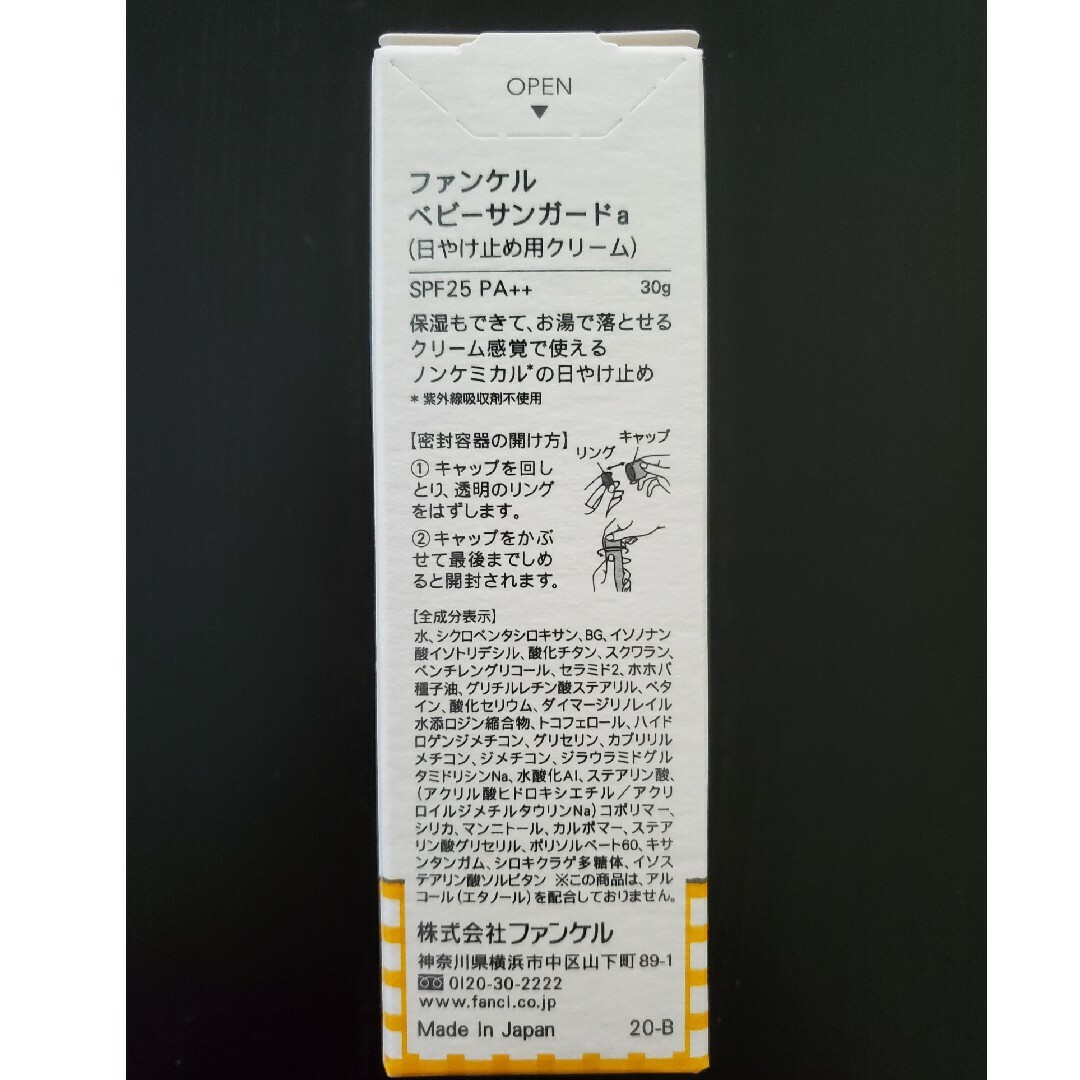 OPEN
▼
ファンケル
ベビーサンガードa
(日やけ止め用クリーム)
SPF25 PA++ 30g
保湿もできて、お湯で落とせる
クリーム感覚で使える
ノンケミカル*の日やけ止め
* 紫外線吸収剤不使用
【密封容器の開け方】
キャップ
リング
① キャップを回し
とり、透明のリング
をはずします。
② キャップをかぶ
せて最後までしめ
ると開封されます。
【全成分表示】
水、シクロペンタシロキサン、BG、イソノナン
酸イソトリデシル、酸化チタン、スクワラン、
ペンチレングリコール、セラミド2、ホホバ
種子油、グリチルレチン酸ステアリル、ベタ
イン、酸化セリウム、ダイマージリノレイル
水添ロジン縮合物、トコフェロール、ハイド
ロゲンジメチコン、グリセリン、カプリリル
メチコン、ジメチコン、ジラウラミドグル
タミドリシンNa、水酸化Al、ステアリン酸、
(アクリル酸ヒドロキシエチル/アクリ
ロイルジメチルタウリンNa)コポリマー、
シリカ、マンニトール、カルボマー、ステア
リン酸グリセリル、ポリソルベート60、キサ
ンタンガム、シロキクラゲ多糖体、イソス
テアリン酸ソルビタン ※この商品は、アル
コール(エタノール)を配合しておりません。
株式会社ファンケル
神奈川県横浜市中区山下町89-1
0120-30-2222
www.fancl.co.jp
Made In Japan 20-B